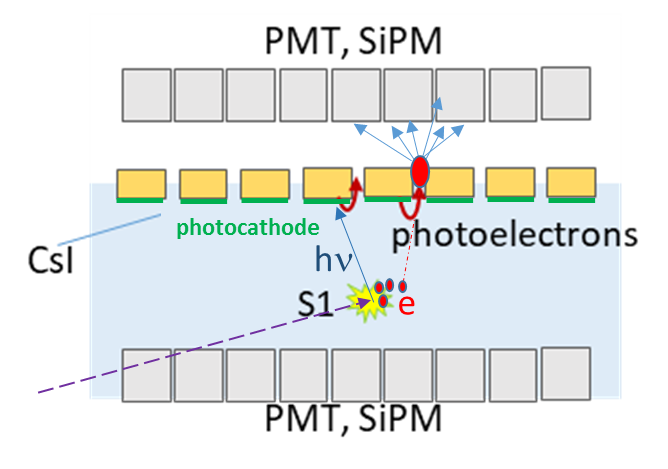 PMT, SiPM
photocathode
photoelectrons
CsI
hν
S1
e
PMT, SiPM